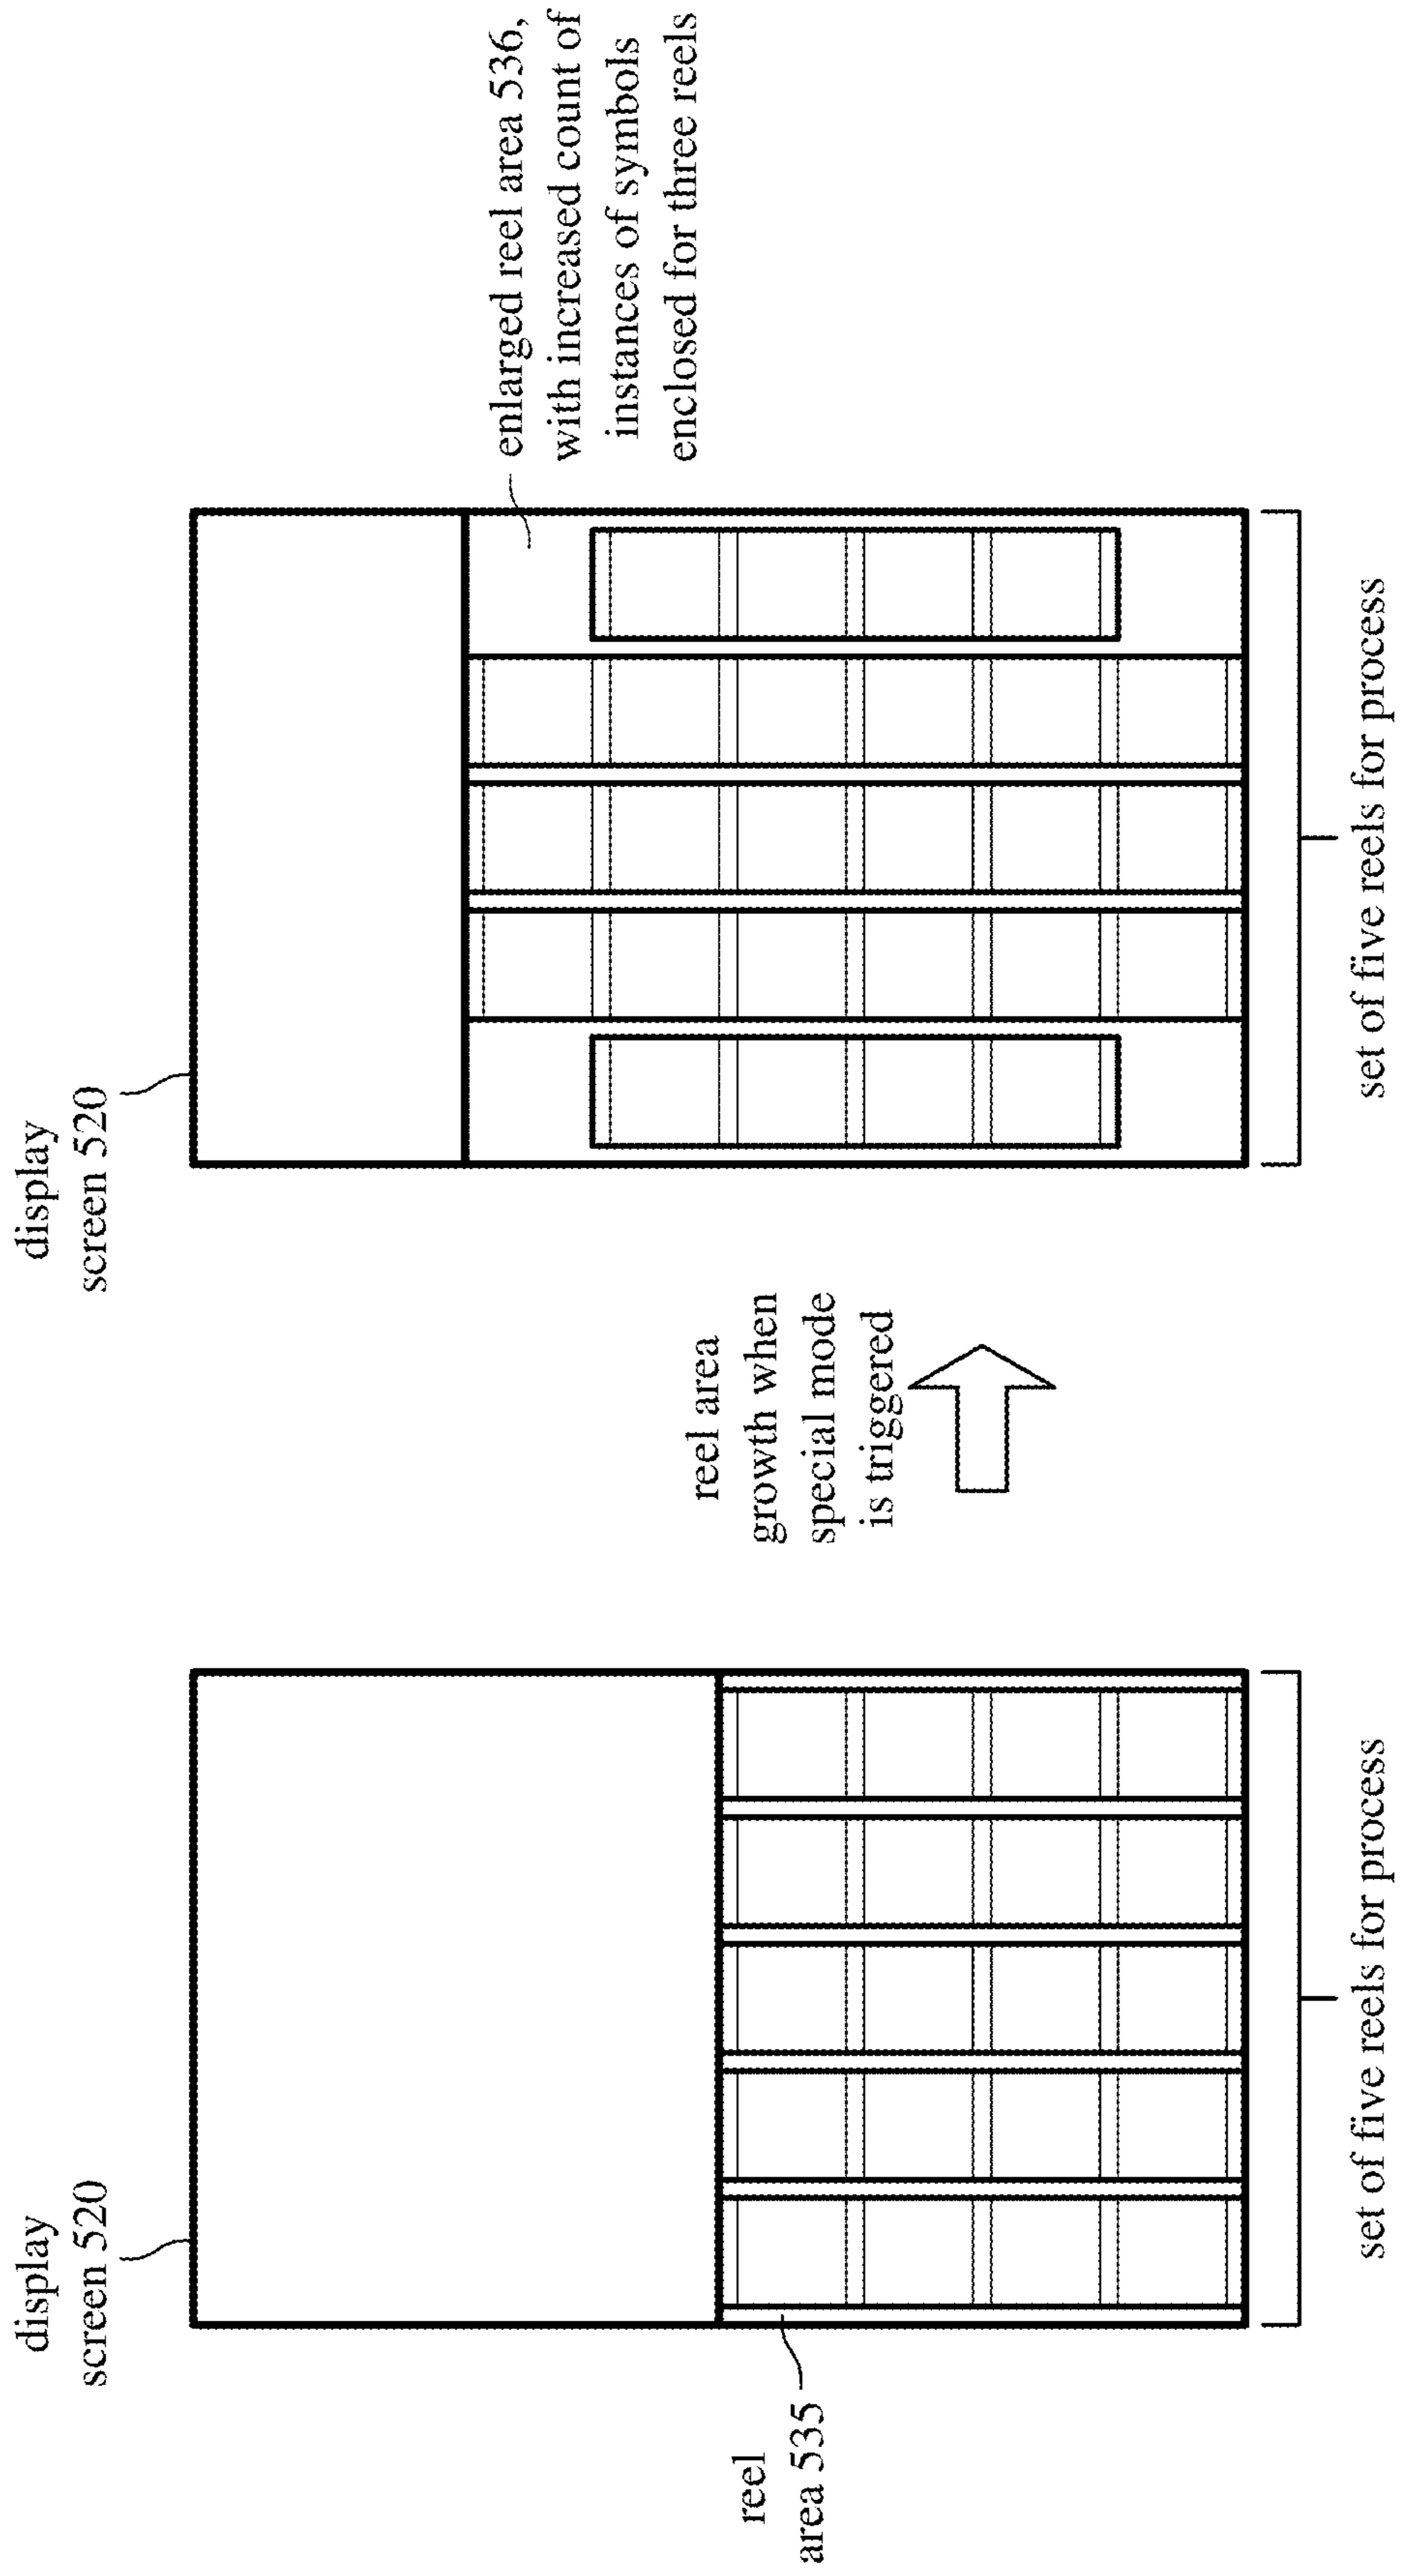 display
screen 520
reel
area 535
set of five reels for process
reel area
growth when
special mode
is triggered
display
screen 520
enlarged reel area 536,
with increased count of
instances of symbols
enclosed for three reels
set of five reels for process